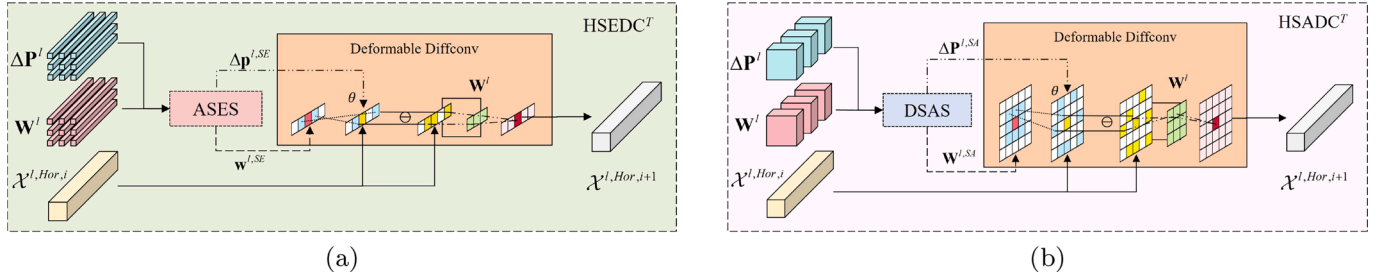 HSEDC^T
Deformable Diffconv
ΔP^l
Δp^{l,SE}
W^l
θ
W^l
ASES
⊖
w^{l,SE}
𝒳^{l,Hor,i}
𝒳^{l,Hor,i+1}
(a)
HSADC^T
Deformable Diffconv
ΔP^l
ΔP^{l,SA}
W^l
θ
W^l
DSAS
⊖
W^{l,SA}
𝒳^{l,Hor,i}
𝒳^{l,Hor,i+1}
(b)